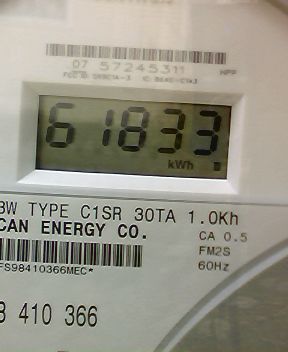 07 57245311
61833
kWh
3W TYPE C1SR 30TA 1.0Kh
CAN ENERGY CO.
CA 0.5
FM2S
FS98410366MEC*
60Hz
410 366